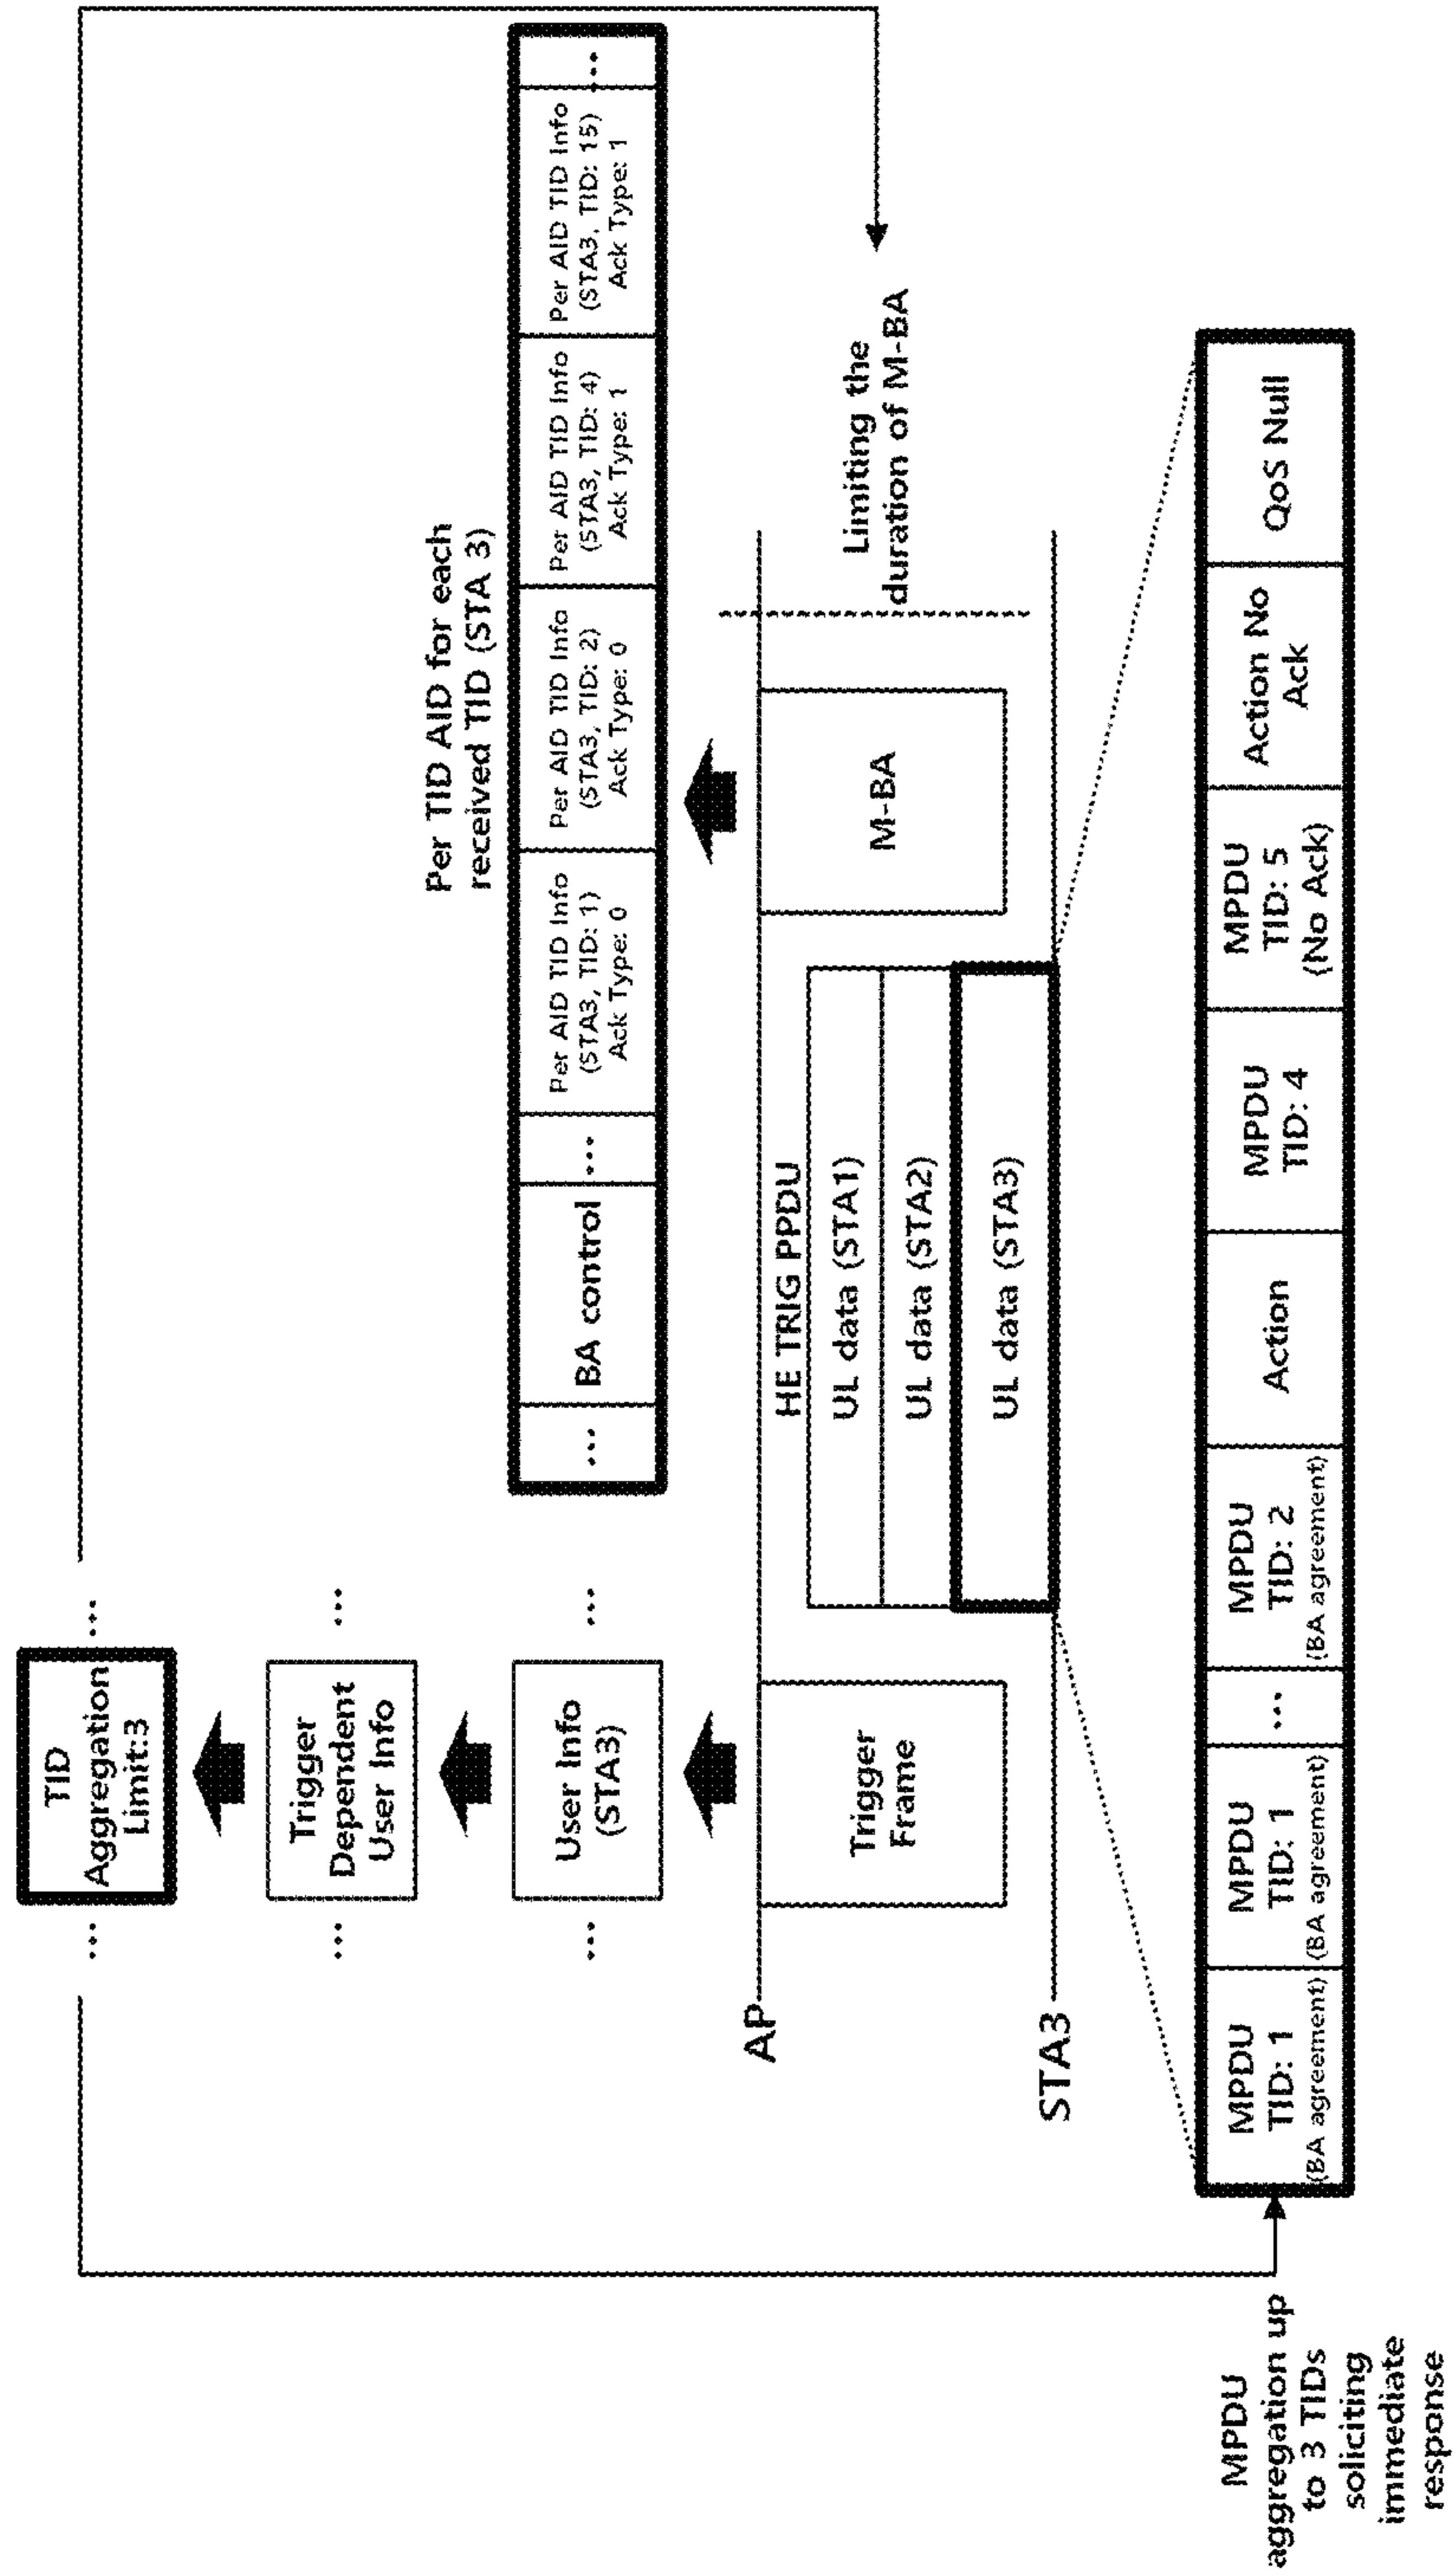 ...
TID
Aggregation
Limit:3
...
...
Trigger
Dependent
User Info
...
...
User Info
(STA3)
...
Per TID AID for each
received TID (STA 3)
...
BA control
...
Per AID TID Info
(STA3, TID: 1)
Ack Type: 0
Per AID TID Info
(STA3, TID: 2)
Ack Type: 0
Per AID TID Info
(STA3, TID: 4)
Ack Type: 1
Per AID TID Info
(STA3, TID: 15)
Ack Type: 1
...
AP
Trigger
Frame
HE TRIG PPDU
UL data (STA1)
UL data (STA2)
UL data (STA3)
M-BA
Limiting the
duration of M-BA
STA3
MPDU
TID: 1
(BA agreement)
MPDU
TID: 1
(BA agreement)
...
MPDU
TID: 2
(BA agreement)
Action
MPDU
TID: 4
MPDU
TID: 5
(No Ack)
Action No
Ack
QoS Null
MPDU
aggregation up
to 3 TIDs
soliciting
immediate
response